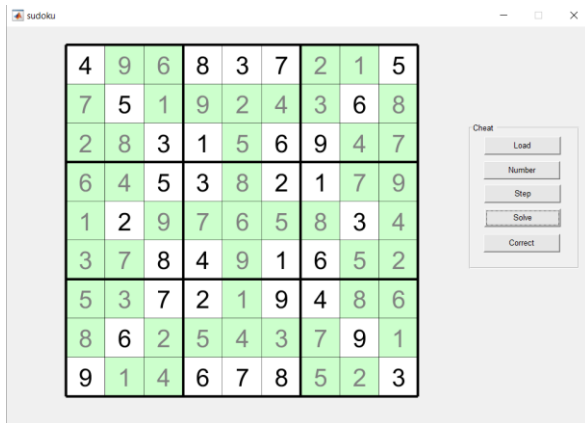 sudoku
4 9 6 8 3 7 2 1 5
7 5 1 9 2 4 3 6 8
2 8 3 1 5 6 9 4 7
6 4 5 3 8 2 1 7 9
1 2 9 7 6 5 8 3 4
3 7 8 4 9 1 6 5 2
5 3 7 2 1 9 4 8 6
8 6 2 5 4 3 7 9 1
9 1 4 6 7 8 5 2 3
Cheat
Load
Number
Step
Solve
Correct